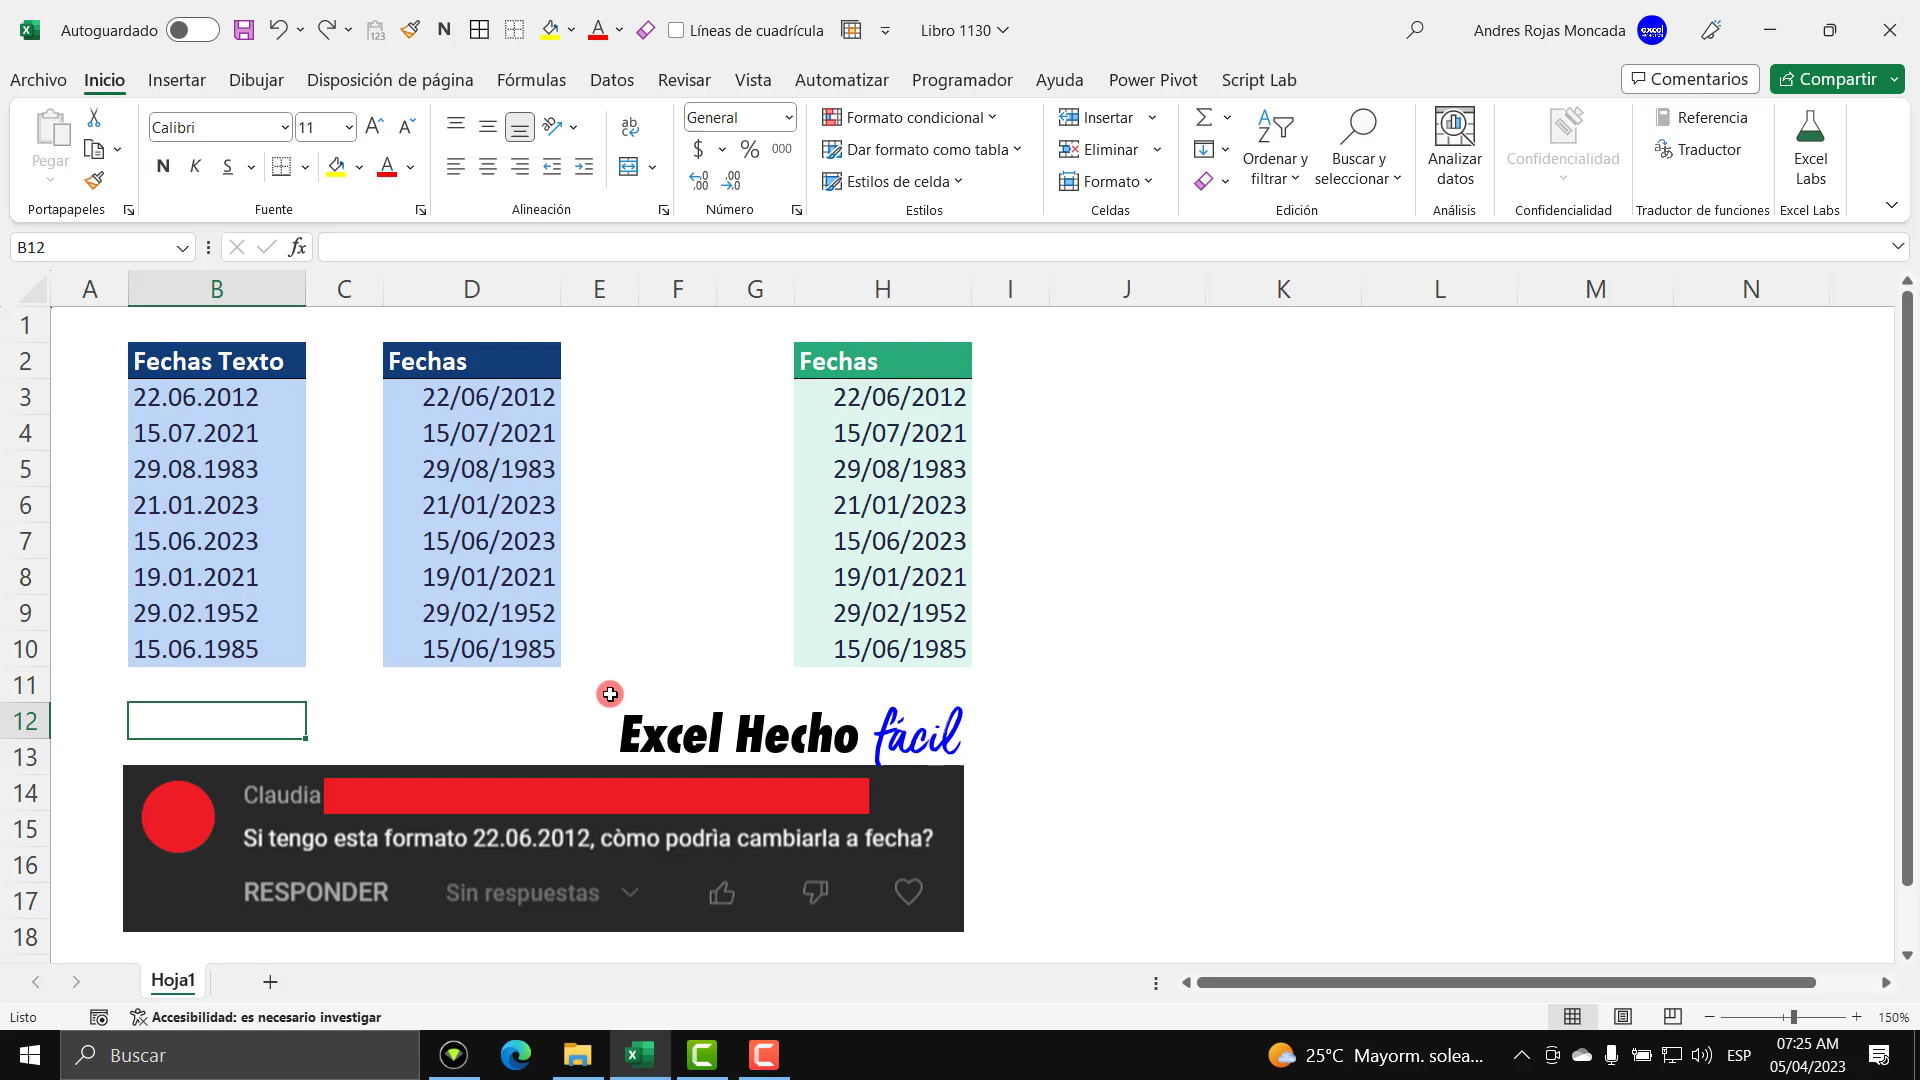 Autoguardado
N
Líneas de cuadrícula
Libro 1130
Andres Rojas Moncada
Archivo Inicio Insertar Dibujar Disposición de página Fórmulas Datos Revisar Vista Automatizar Programador Ayuda Power Pivot Script Lab
Comentarios
Compartir
Pegar
Portapapeles
Calibri
11
N K S
Fuente
Alineación
General
$ % 000
Número
Formato condicional
Dar formato como tabla
Estilos de celda
Estilos
Insertar
Eliminar
Formato
Celdas
Ordenar y filtrar
Buscar y seleccionar
Edición
Analizar datos
Análisis
Confidencialidad
Confidencialidad
Referencia
Traductor
Traductor de funciones
Excel Labs
Excel Labs
B12
fx
A B C D E F G H I J K L M N
1
2 Fechas Texto Fechas Fechas
3 22.06.2012 22/06/2012 22/06/2012
4 15.07.2021 15/07/2021 15/07/2021
5 29.08.1983 29/08/1983 29/08/1983
6 21.01.2023 21/01/2023 21/01/2023
7 15.06.2023 15/06/2023 15/06/2023
8 19.01.2021 19/01/2021 19/01/2021
9 29.02.1952 29/02/1952 29/02/1952
10 15.06.1985 15/06/1985 15/06/1985
11
12
Excel Hecho fácil
13
14
15
16
17
18
Claudia
Si tengo esta formato 22.06.2012, còmo podrìa cambiarla a fecha?
RESPONDER Sin respuestas
Hoja1
Listo
Accesibilidad: es necesario investigar
150%
Buscar
25°C Mayorm. solea...
ESP
07:25 AM
05/04/2023